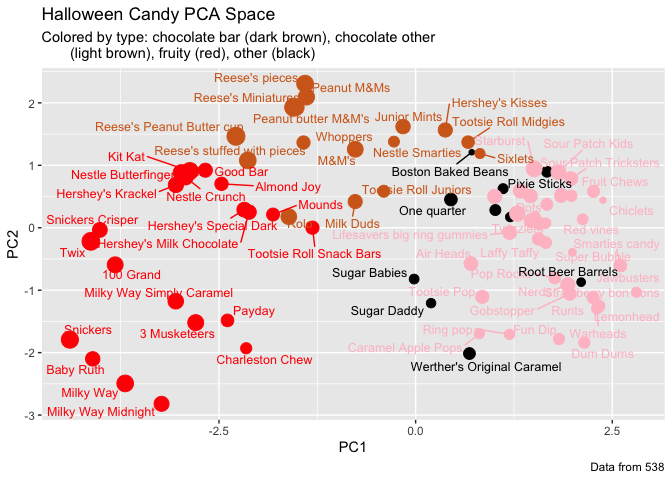 Halloween Candy PCA Space
Colored by type: chocolate bar (dark brown), chocolate other
(light brown), fruity (red), other (black)
Reese's pieces
Peanut M&Ms
Reese's Miniatures
Peanut butter M&M's
Junior Mints
Hershey's Kisses
Reese's Peanut Butter cup
Whoppers
Tootsie Roll Midgies
Reese's stuffed with pieces
M&M's
Nestle Smarties
Starburst
Sour Patch Kids
Sixlets
Sour Patch Tricksters
Kit Kat
Nestle Butterfinger
Good Bar
Boston Baked Beans
Pixie Sticks
Fruit Chews
Hershey's Krackel
Nestle Crunch
Almond Joy
Tootsie Roll Juniors
One quarter
Chiclets
Mounds
Rolo
Milk Duds
Dots
Snickers Crisper
Hershey's Special Dark
Lifesavers big ring gummies
Red vines
Twix
Hershey's Milk Chocolate
Tootsie Roll Snack Bars
Air Heads
Laffy Taffy
Smarties candy
Super Bubble
100 Grand
Sugar Babies
Pop Rocks
Root Beer Barrels
Jawbusters
Milky Way Simply Caramel
Tootsie Pop
Nerds
Strawberry bon bons
Sugar Daddy
Gobstopper
Runts
Lemonhead
Snickers
3 Musketeers
Payday
Ring pop
Fun Dip
Warheads
Baby Ruth
Charleston Chew
Caramel Apple Pops
Dum Dums
Milky Way
Werther's Original Caramel
Milky Way Midnight
PC2
2
1
0
-1
-2
-3
-2.5
0.0
2.5
PC1
Data from 538